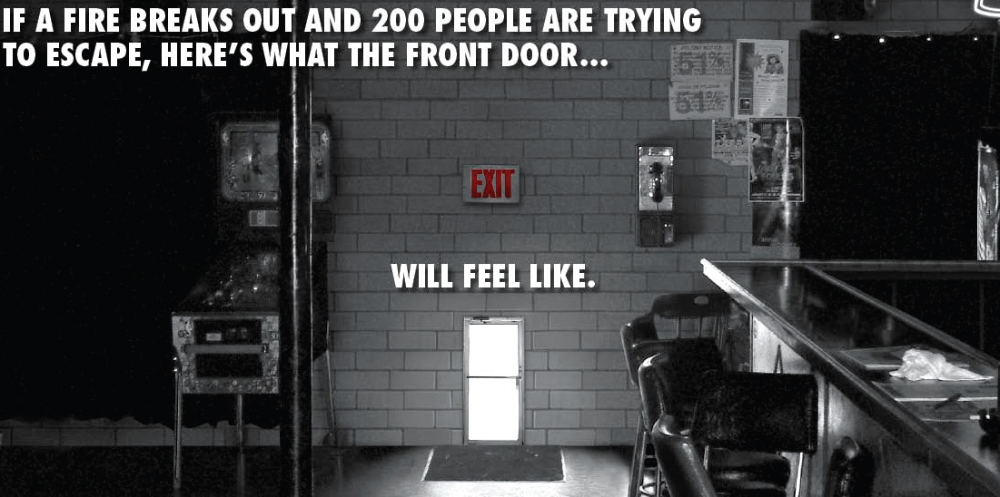 IF A FIRE BREAKS OUT AND 200 PEOPLE ARE TRYING
TO ESCAPE, HERE'S WHAT THE FRONT DOOR...
EXIT
WILL FEEL LIKE.